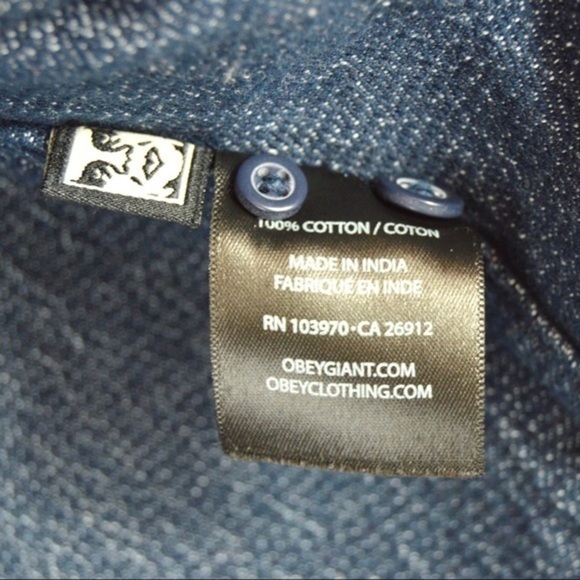 100% COTTON / COTON
MADE IN INDIA
FABRIQUE EN INDE
RN 103970•CA 26912
OBEYGIANT.COM
OBEYCLOTHING.COM